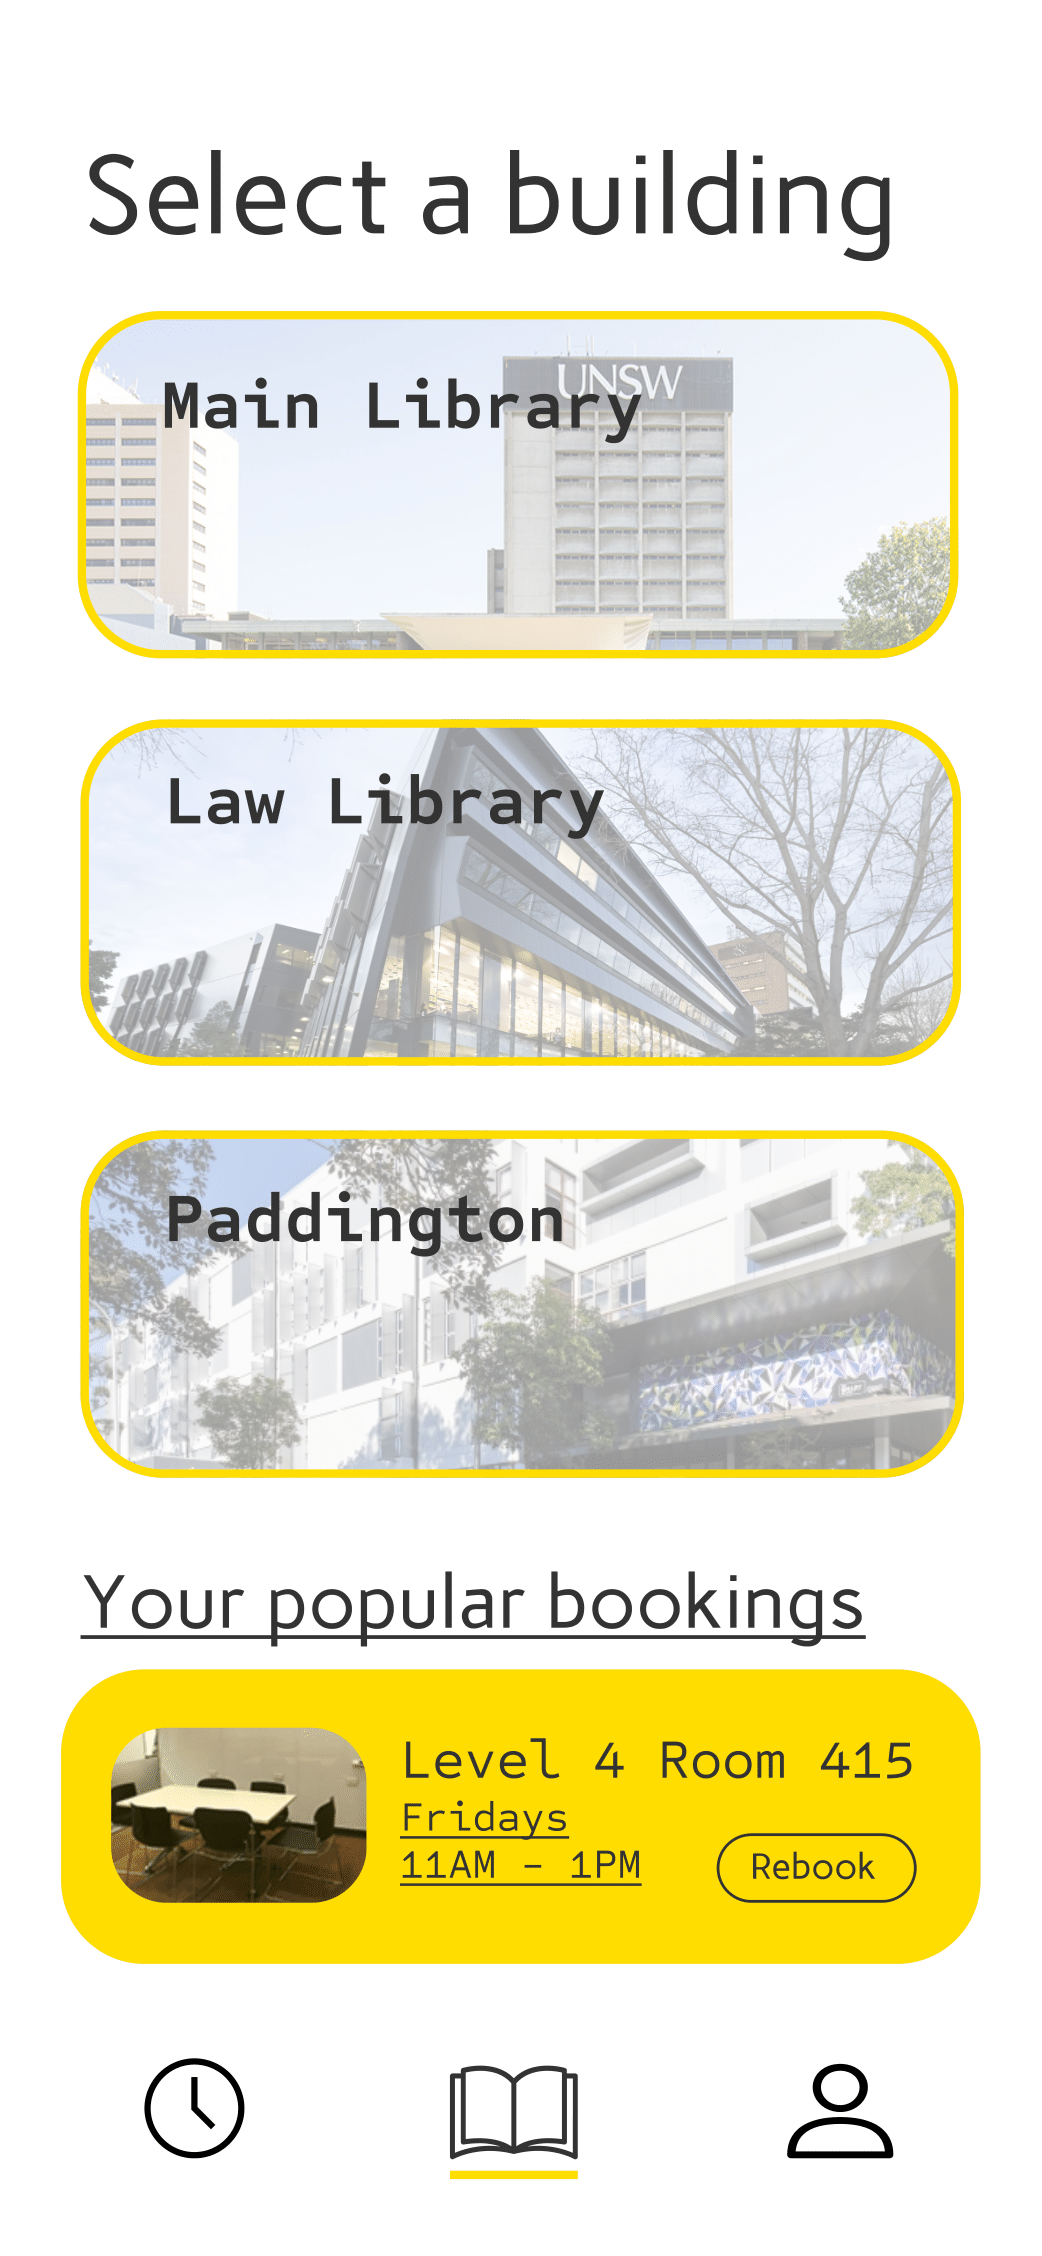 Select a building
UNSW
Main Library
Law Library
Paddington
Your popular bookings
Level 4 Room 415
Fridays
11AM - 1PM
Rebook